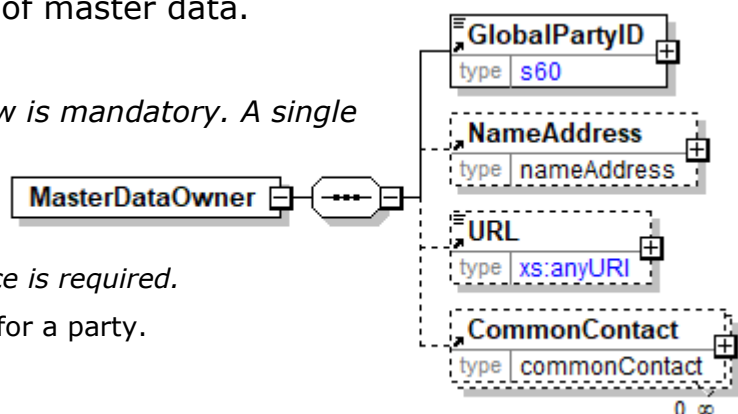 of master data.
GlobalPartyID
type s60
is mandatory. A single
NameAddress
type nameAddress
MasterDataOwner
URL
type xs:anyURI
is required.
for a party.
CommonContact
type commonContact
0..∞